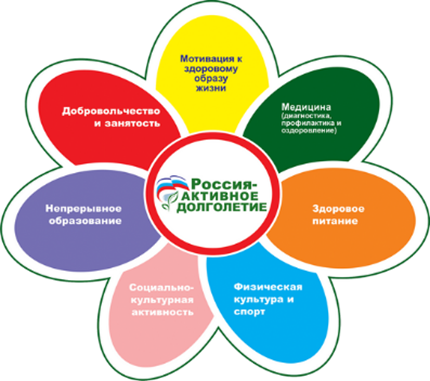 Мотивация к
здоровому
образу
жизни
Медицина
(диагностика,
профилактика и
оздоровление)
Здоровое
питание
Физическая
культура и
спорт
Социально-
культурная
активность
Непрерывное
образование
Добровольчество
и занятость
Россия-
активное
долголетие